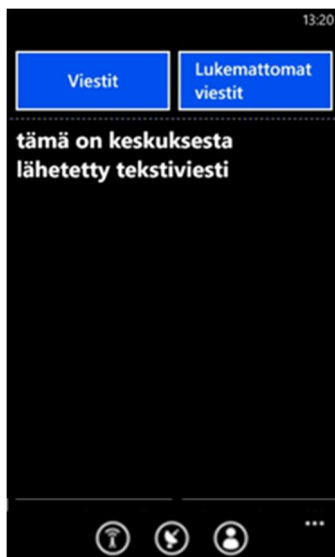 13:20
Viestit
Lukemattomat
viestit
tämä on keskuksesta
lähetetty tekstiviesti